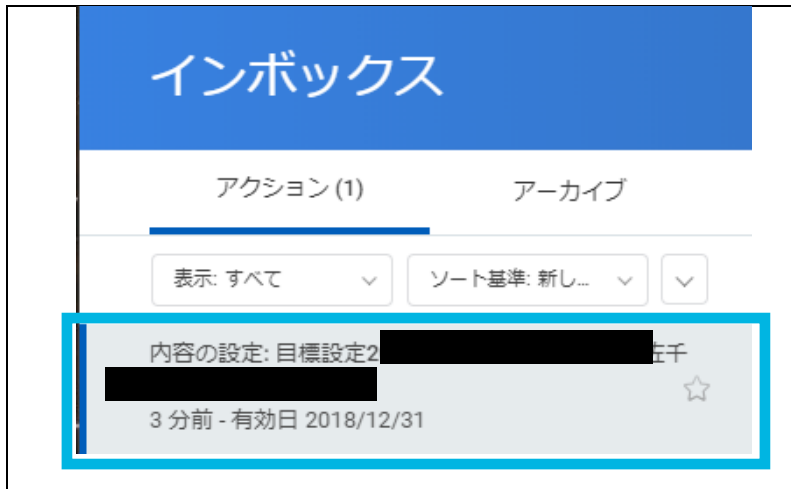 インボックス
アクション (1) アーカイブ
表示: すべて ソート基準: 新し...
内容の設定: 目標設定2 佐千
3 分前 - 有効日 2018/12/31